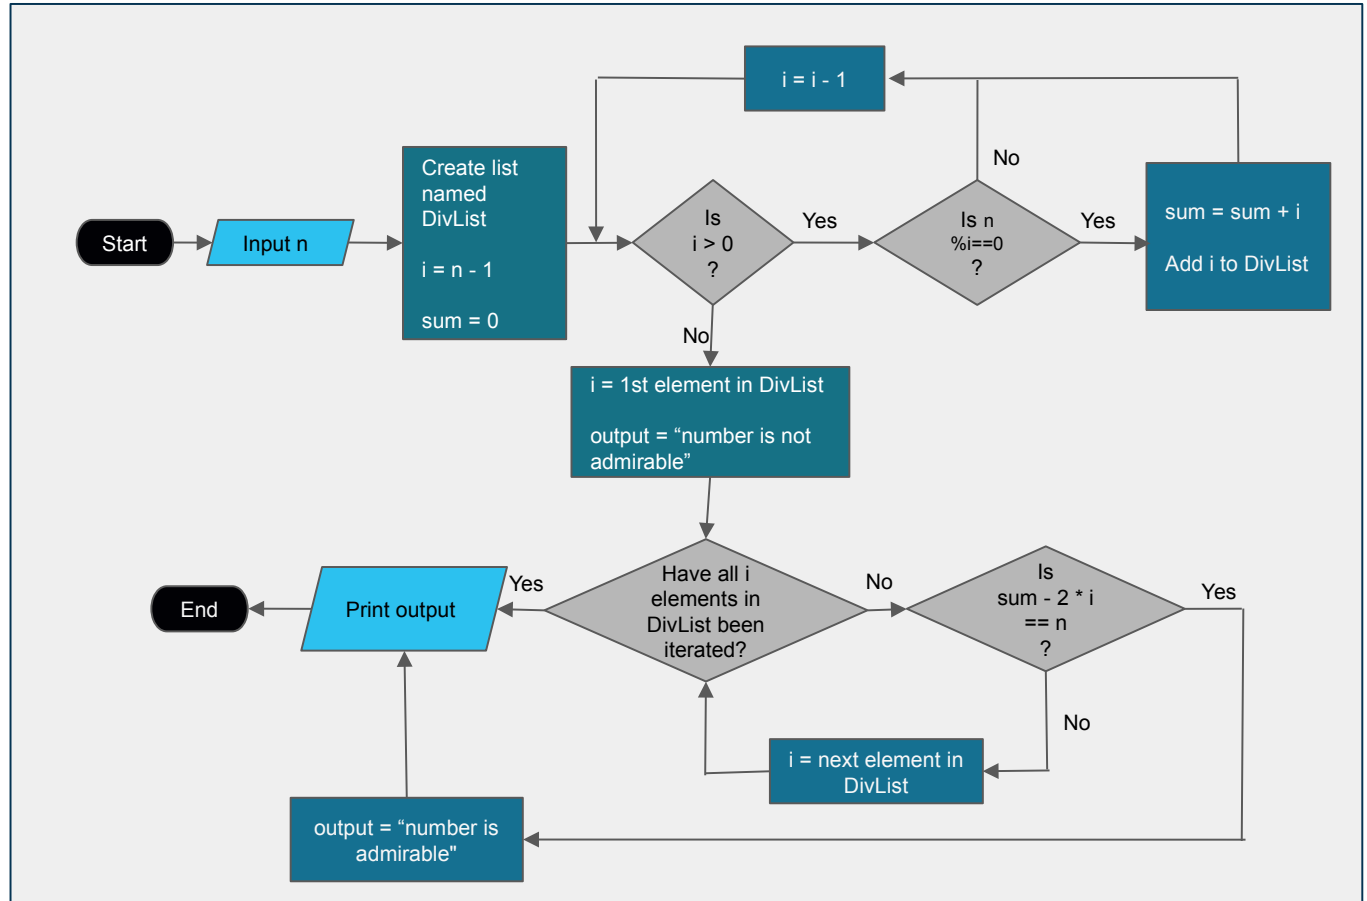 Start
Input n
Create list
named
DivList
i = n - 1
sum = 0
i = i - 1
Is
i > 0
?
Yes
No
Is n
%i==0
?
No
Yes
sum = sum + i
Add i to DivList
i = 1st element in DivList
output = “number is not
admirable”
Have all i
elements in
DivList been
iterated?
Yes
Print output
End
No
Is
sum - 2 * i
== n
?
Yes
No
i = next element in
DivList
output = “number is
admirable"